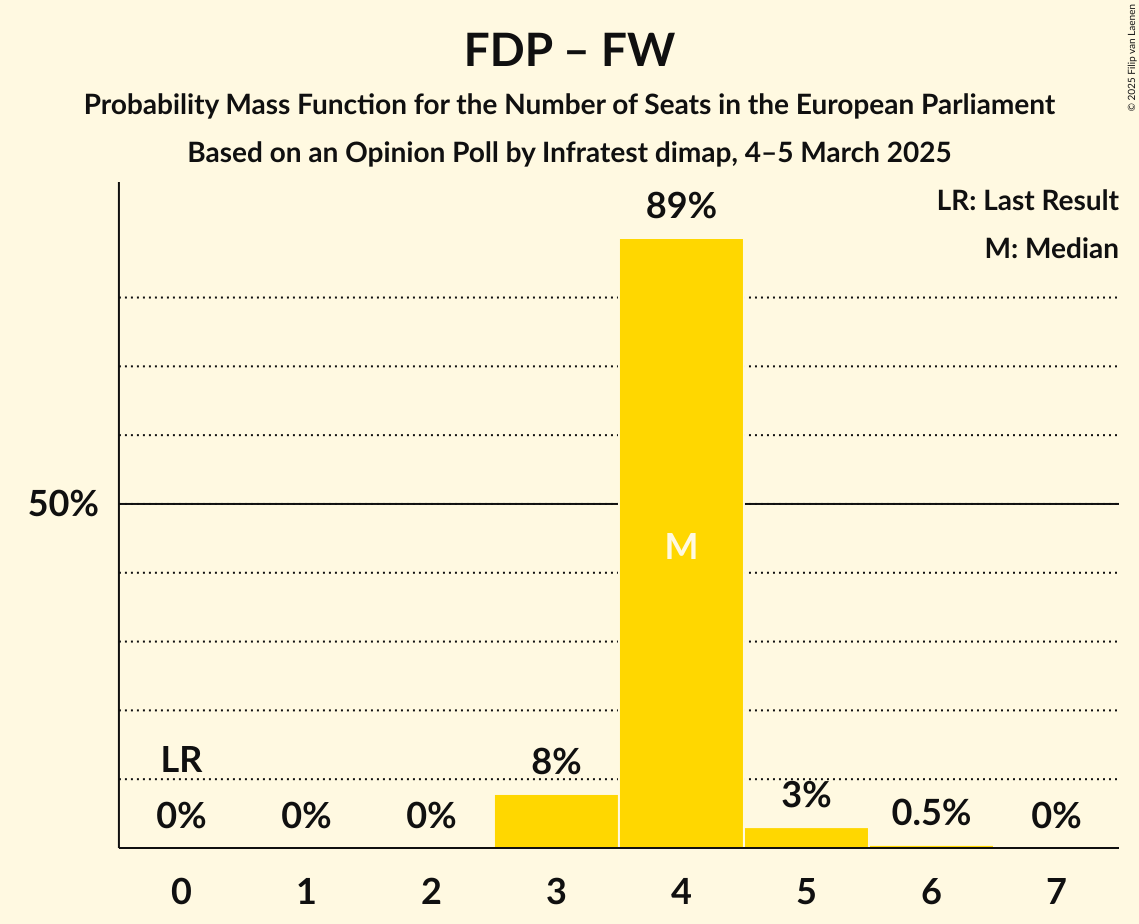 FDP – FW
Probability Mass Function for the Number of Seats in the European Parliament
Based on an Opinion Poll by Infratest dimap, 4–5 March 2025
© 2025 Filip van Laenen
LR: Last Result
M: Median
89%
50%
M
LR
8%
3%
0%
0%
0%
0.5%
0%
0
1
2
3
4
5
6
7